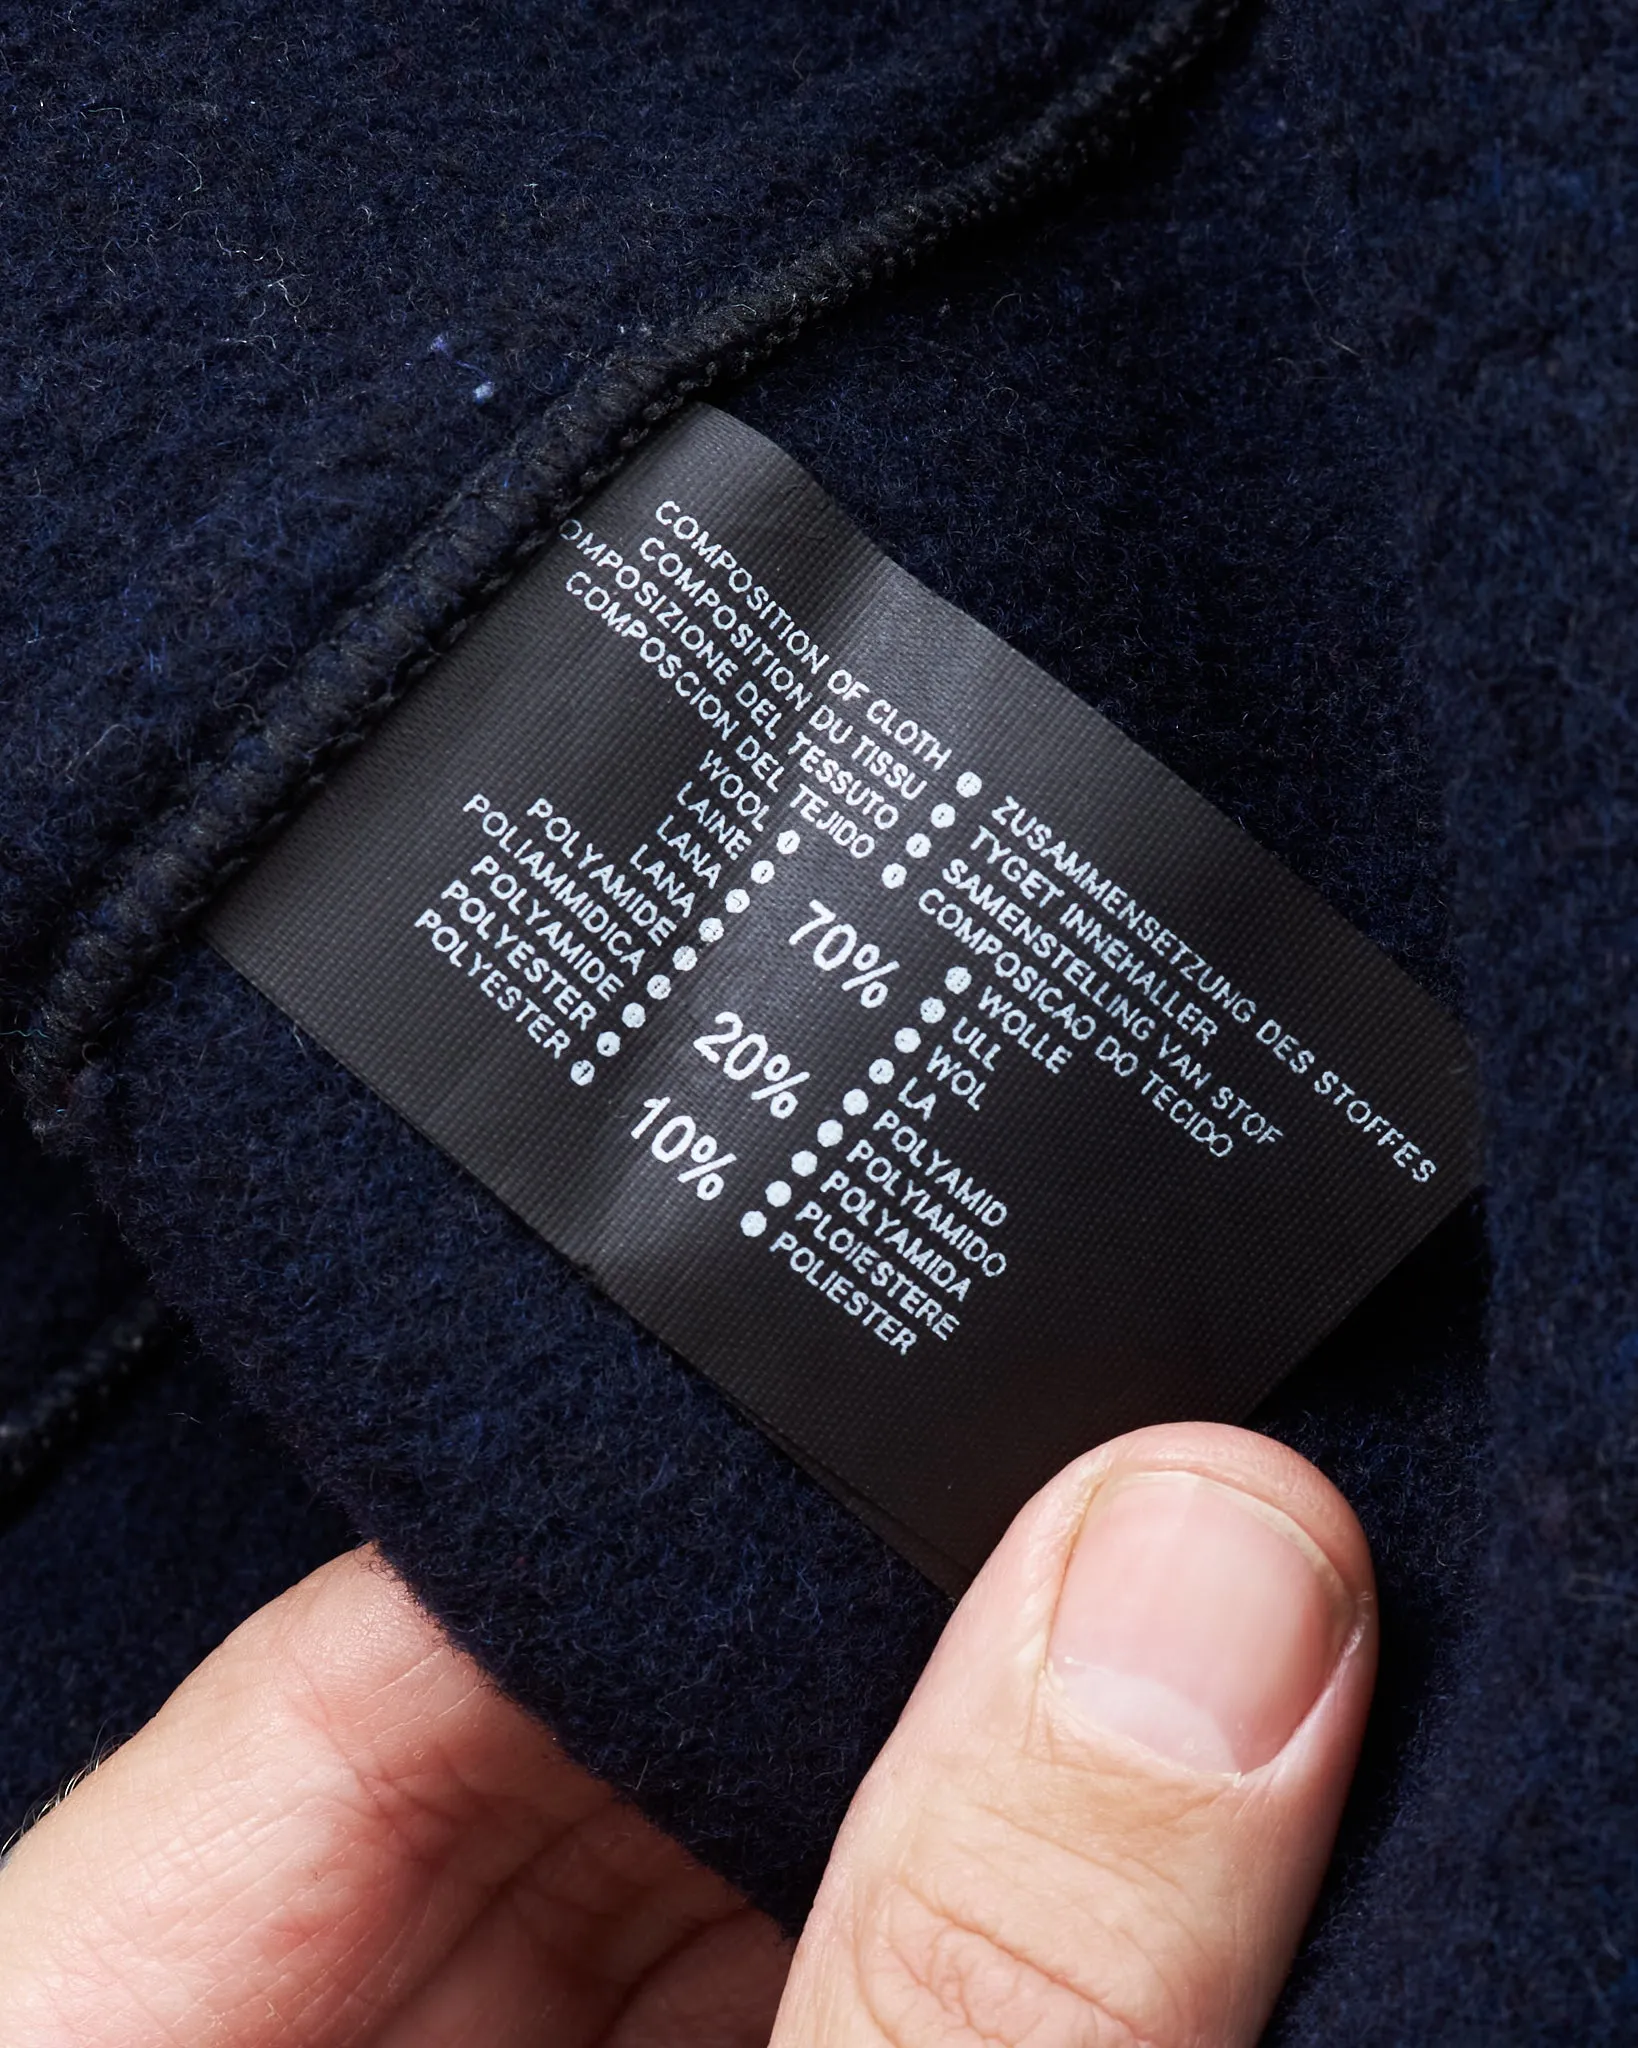 COMPOSITION OF CLOTH ● ZUSAMMENSETZUNG DES STOFFES
COMPOSITION DU TISSU ● TYGET INNEHALLER
OMPOSIZIONE DEL TESSUTO ● SAMENSTELLING VAN STOF
COMPOSCION DEL TEJIDO ● COMPOSICAO DO TECIDO
WOOL ● ● WOLLE
LAINE ● ● ULL
LANA ● 70% ● WOL
LANA ● ● LA
POLYAMIDE ● ● POLYAMID
POLIAMMIDICA ● 20% ● POLYIAMIDO
POLYAMIDE ● ● POLYAMIDA
POLYESTER ● 10% ● PLOIESTERE
POLYESTER ● ● POLIESTER